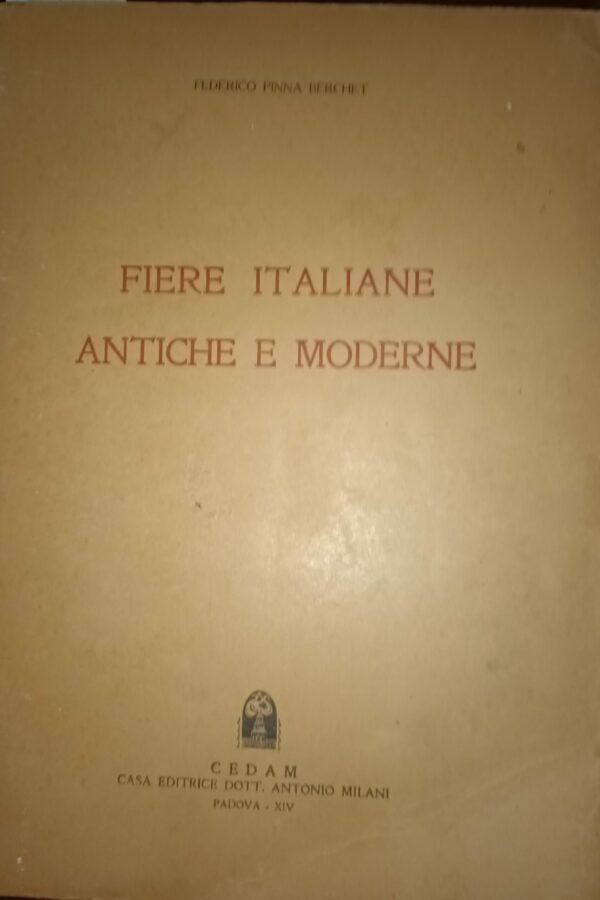 FEDERICO PINNA BERCHET
FIERE ITALIANE
ANTICHE E MODERNE
CEDAM
CASA EDITRICE DOTT. ANTONIO MILANI
PADOVA - XIV